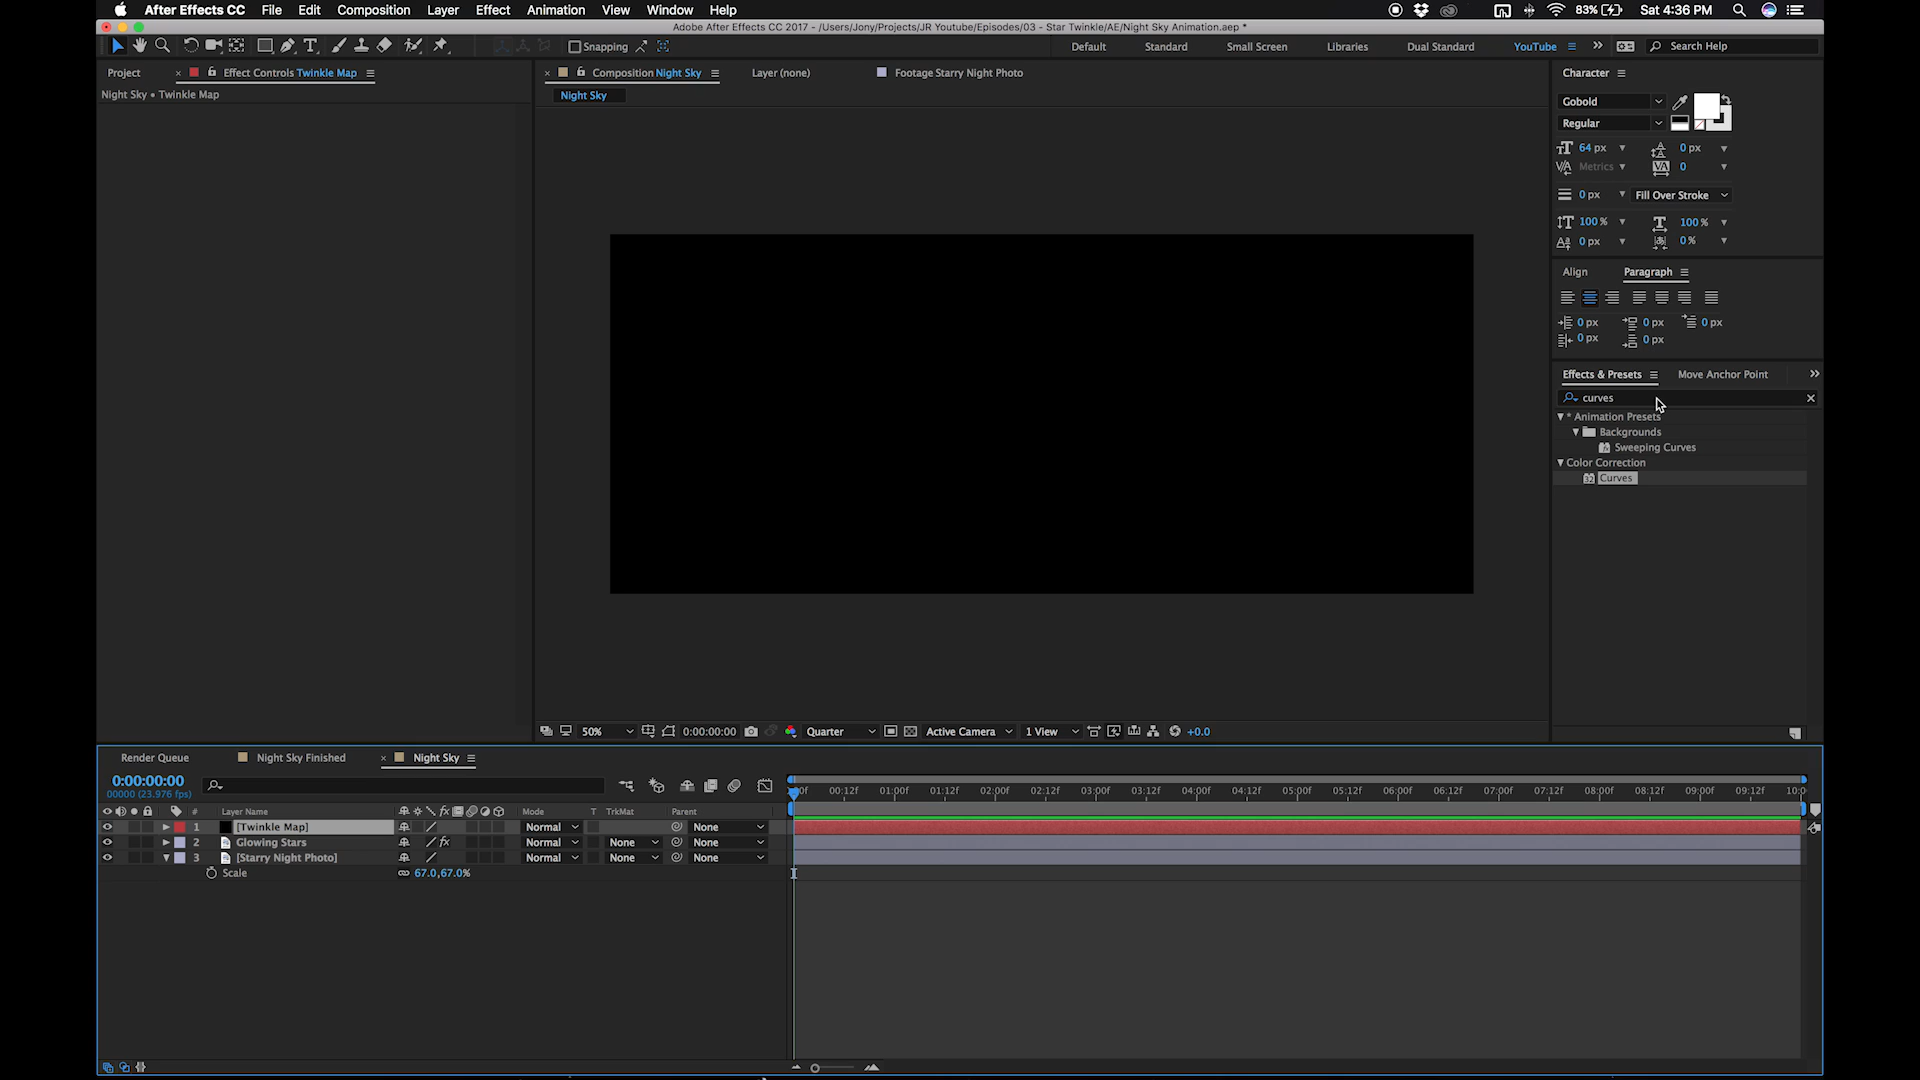 After Effects CC File Edit Composition Layer Effect Animation View Window Help 83% Sat 4:36 PM
Adobe After Effects CC 2017 - /Users/Jony/Projects/JR Youtube/Episodes/03 - Star Twinkle/AE/Night Sky Animation.aep *
Snapping Default Standard Small Screen Libraries Dual Standard YouTube Search Help
Project Effect Controls Twinkle Map Composition Night Sky Layer (none) Footage Starry Night Photo Character
Night Sky • Twinkle Map Night Sky
Gobold
Regular
64 px 0 px
Metrics 0
0 px Fill Over Stroke
100 % 100 %
0 px 0 %
Align Paragraph
0 px 0 px 0 px
0 px 0 px
Effects & Presets Move Anchor Point
curves
* Animation Presets
Backgrounds
Sweeping Curves
Color Correction
32 Curves
50% 0:00:00:00 Quarter Active Camera 1 View +0.0
Render Queue Night Sky Finished Night Sky
0:00:00:00
00000 (23.976 fps) 00:12f 01:00f 01:12f 02:00f 02:12f 03:00f 03:12f 04:00f 04:12f 05:00f 05:12f 06:00f 06:12f 07:00f 07:12f 08:00f 08:12f 09:00f 09:12f 10:0
# Layer Name Mode T TrkMat Parent
1 [Twinkle Map] Normal None
2 Glowing Stars fx Normal None None
3 [Starry Night Photo] Normal None None
Scale 67.0,67.0%